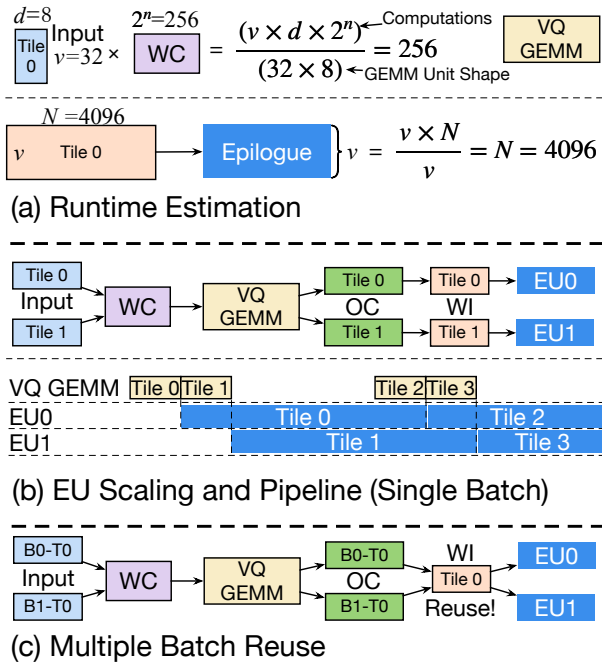 d=8
Tile 0
Input
v=32 ×
2ⁿ=256
WC
= (v × d × 2ⁿ) / (32 × 8) = 256
Computations
GEMM Unit Shape
VQ GEMM
N =4096
v
Tile 0
Epilogue
v = (v × N) / v = N = 4096
(a) Runtime Estimation
Tile 0
Input
Tile 1
WC
VQ GEMM
Tile 0
OC
Tile 1
Tile 0
WI
Tile 1
EU0
EU1
VQ GEMM
Tile 0
Tile 1
Tile 2
Tile 3
EU0
Tile 0
Tile 2
EU1
Tile 1
Tile 3
(b) EU Scaling and Pipeline (Single Batch)
B0-T0
Input
B1-T0
WC
VQ GEMM
B0-T0
OC
B1-T0
WI
Tile 0
Reuse!
EU0
EU1
(c) Multiple Batch Reuse